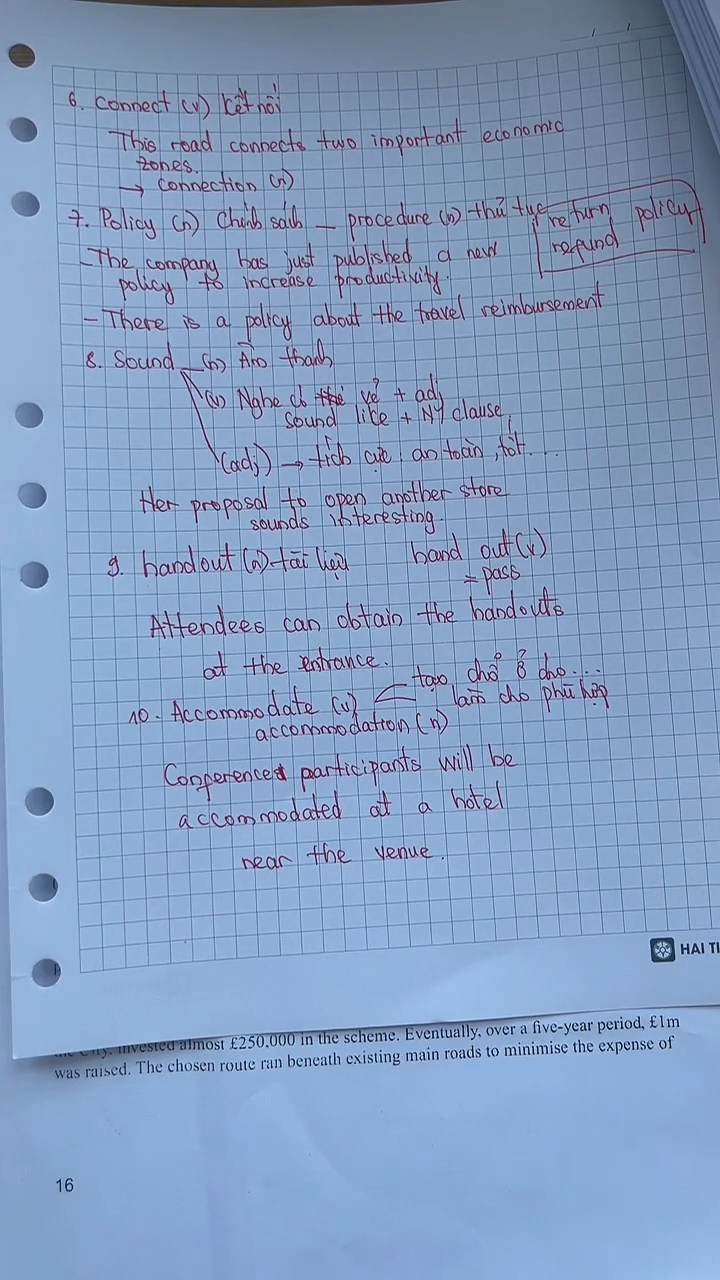 6. Connect (v) kết nối
This road connects two important economic
zones.
→ Connection (n)
7. Policy (n) Chính sách – procedure (n) thủ tục
return policy
refund
- The company has just published a new
policy to increase productivity.
- There is a policy about the travel reimbursement
8. Sound (n) Âm thanh
(v) Nghe có vẻ + adj
sound like + N/ clause
(adj) → tích cực, an toàn, tốt...
Her proposal to open another store
sounds interesting.
9. handout (n) - tài liệu hand out (v)
= pass
Attendees can obtain the handouts
at the entrance.
tạo chỗ ở cho...
10. Accommodate (v) làm cho phù hợp
accommodation (n)
Conference participants will be
accommodated at a hotel
near the venue.
HAI TI
invested almost £250,000 in the scheme. Eventually, over a five-year period, £1m
was raised. The chosen route ran beneath existing main roads to minimise the expense of
16